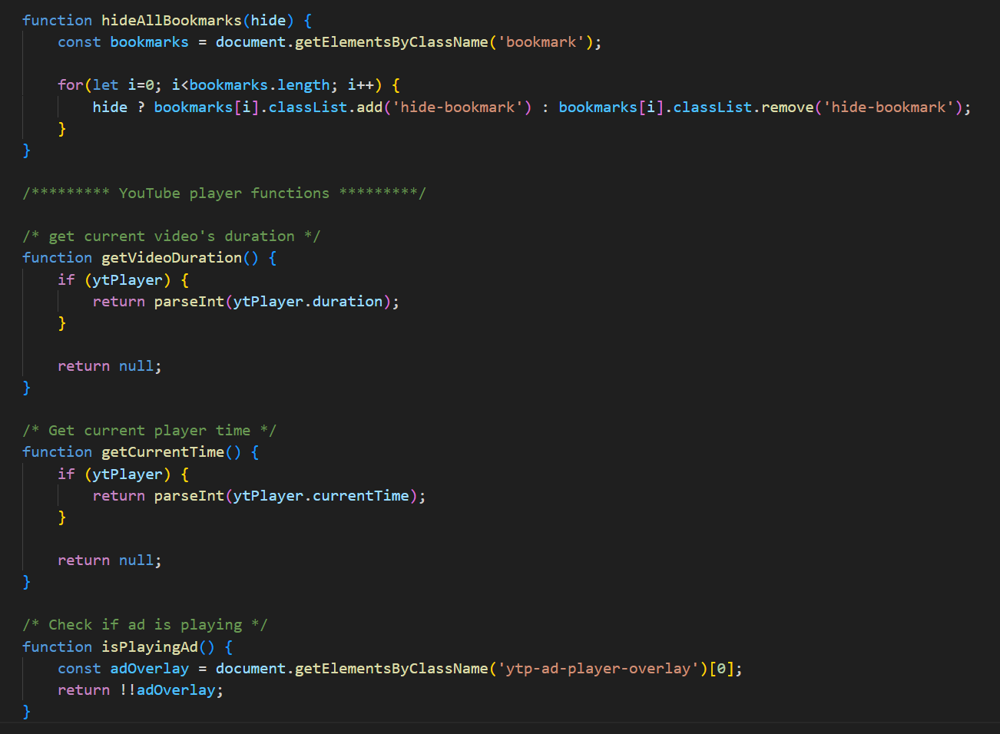 function hideAllBookmarks(hide) {
    const bookmarks = document.getElementsByClassName('bookmark');

    for(let i=0; i<bookmarks.length; i++) {
        hide ? bookmarks[i].classList.add('hide-bookmark') : bookmarks[i].classList.remove('hide-bookmark');
    }
}

/********* YouTube player functions *********/

/* get current video's duration */
function getVideoDuration() {
    if (ytPlayer) {
        return parseInt(ytPlayer.duration);
    }

    return null;
}

/* Get current player time */
function getCurrentTime() {
    if (ytPlayer) {
        return parseInt(ytPlayer.currentTime);
    }

    return null;
}

/* Check if ad is playing */
function isPlayingAd() {
    const adOverlay = document.getElementsByClassName('ytp-ad-player-overlay')[0];
    return !!adOverlay;
}